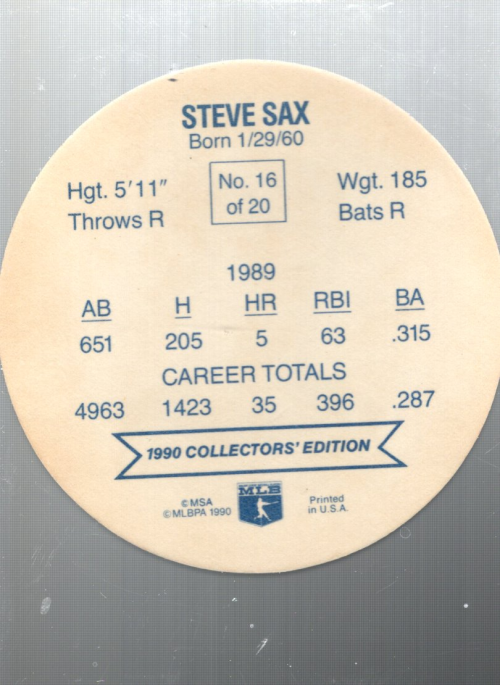 STEVE SAX
Born 1/29/60
Hgt. 5'11" No. 16 Wgt. 185
Throws R of 20 Bats R
1989
AB H HR RBI BA
651 205 5 63 .315
CAREER TOTALS
4963 1423 35 396 .287
1990 COLLECTORS' EDITION
MLB
©MSA Printed
©MLBPA 1990 in U.S.A.